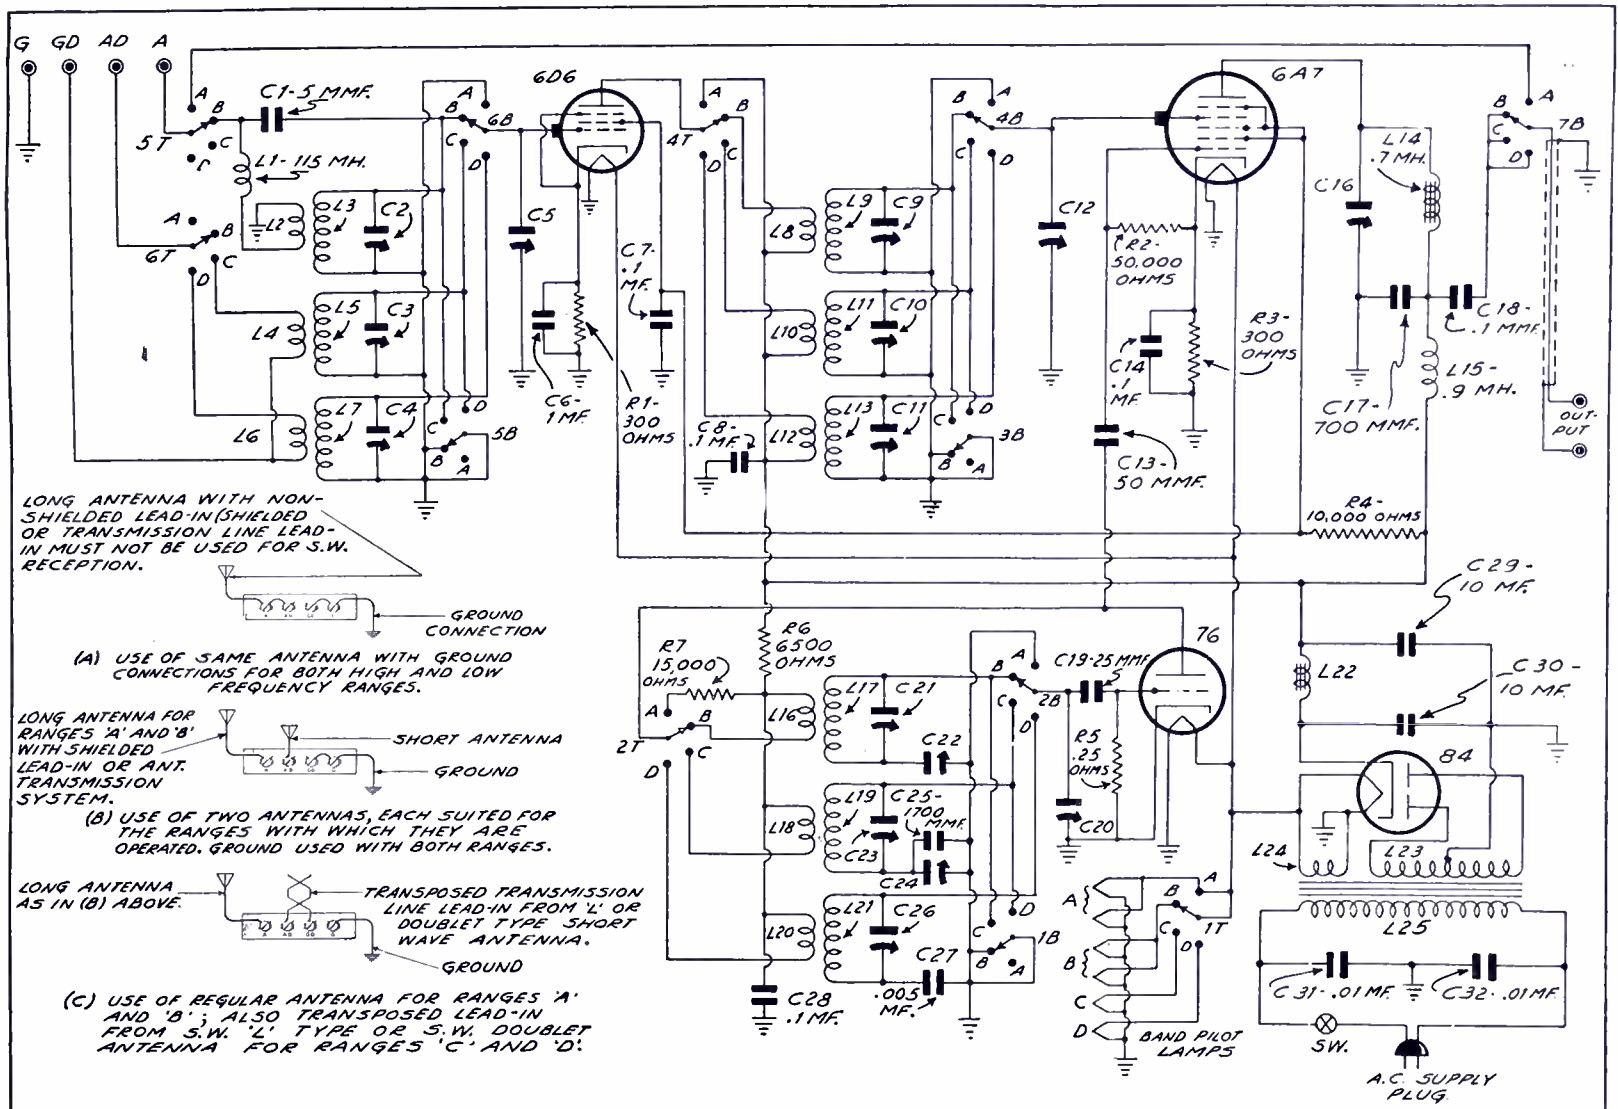 G GD AD A
A
B
C1-5 MMF.
5T
C
L1-115 MH.
A
B
6T
C
D
L2
L3
C2
L4
L5
C3
L6
L7
C4
B
A
6B
C
D
D
C
5B
B
A
6D6
C5
C6-
.1 MF.
R1-
300
OHMS
C7-
.1
MF.
A
B
4T
C
D
L8
L9
C9
L10
L11
C10
L12
L13
C11
C8-
.1 MF.
B
A
4B
C
D
D
C
3B
B
A
C12
6A7
R2-
50,000
OHMS
C14
.1
MF.
R3-
300
OHMS
C13-
50 MMF.
C16
L14
.7 MH.
C17-
700 MMF.
C18-
.1 MMF.
L15-
.9 MH.
B
A
C
7B
D
OUT-
PUT
R4-
10,000 OHMS
LONG ANTENNA WITH NON-
SHIELDED LEAD-IN (SHIELDED
OR TRANSMISSION LINE LEAD-
IN MUST NOT BE USED FOR S.W.
RECEPTION.
GROUND
CONNECTION
(A) USE OF SAME ANTENNA WITH GROUND
CONNECTIONS FOR BOTH HIGH AND LOW
FREQUENCY RANGES.
LONG ANTENNA FOR
RANGES 'A' AND 'B'
WITH SHIELDED
LEAD-IN OR ANT.
TRANSMISSION
SYSTEM.
SHORT ANTENNA
GROUND
(B) USE OF TWO ANTENNAS, EACH SUITED FOR
THE RANGES WITH WHICH THEY ARE
OPERATED. GROUND USED WITH BOTH RANGES.
LONG ANTENNA
AS IN (B) ABOVE.
TRANSPOSED TRANSMISSION
LINE LEAD-IN FROM 'L' OR
DOUBLET TYPE SHORT
WAVE ANTENNA.
GROUND
(C) USE OF REGULAR ANTENNA FOR RANGES 'A'
AND 'B'; ALSO TRANSPOSED LEAD-IN
FROM S.W. 'L' TYPE OR S.W. DOUBLET
ANTENNA FOR RANGES 'C' AND 'D'.
R7
15,000
OHMS
R6
6500
OHMS
A
B
2T
C
D
L16
L17
C21
C22
L18
L19
C25-
1700
MMF.
C23
C24
L20
L21
C26
C27
.005
MF.
C28
.1 MF.
B
A
2B
C
D
D
C
1B
B
A
C19-25 MMF.
76
R5
.25
OHMS
C20
A
B
C
D
A
B
C
D
1T
BAND PILOT
LAMPS
C29-
10 MF.
L22
C30-
10 MF.
84
L24
L23
L25
C31-.01 MF.
C32-.01 MF.
SW.
A.C. SUPPLY
PLUG